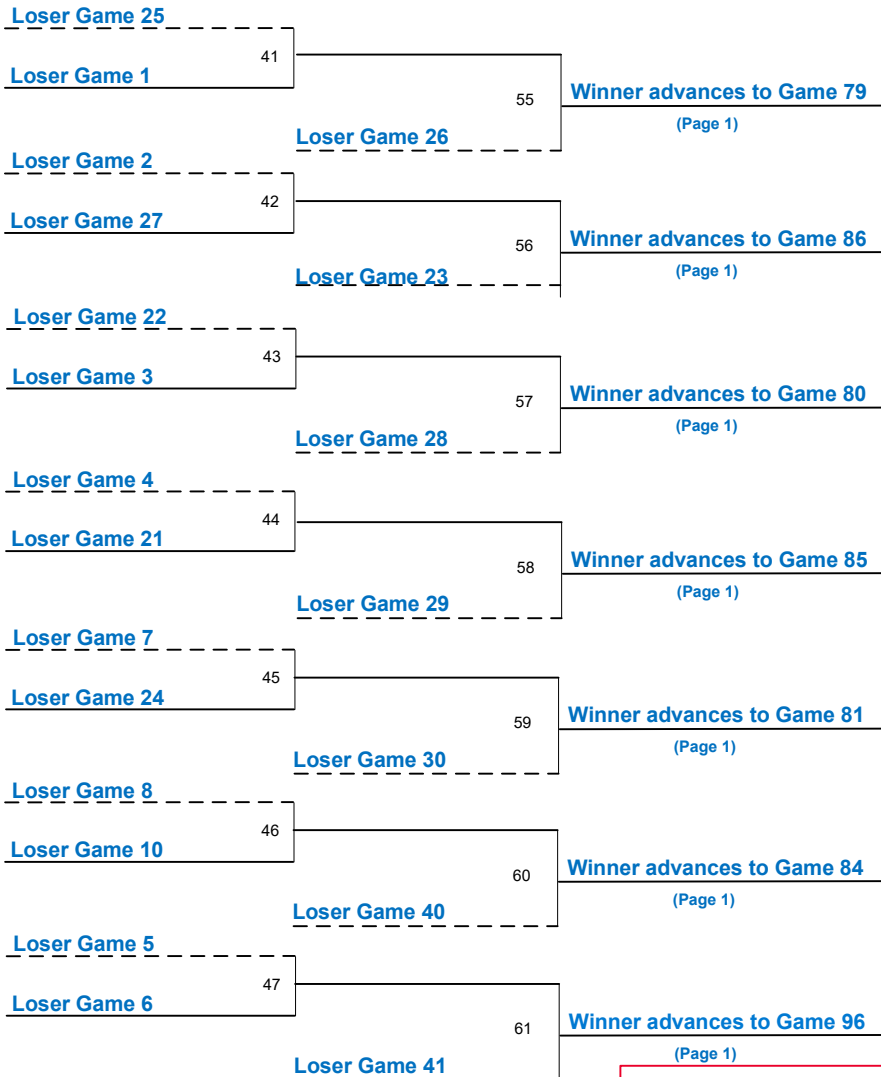 Loser Game 25
41
Loser Game 1
55
Winner advances to Game 79
(Page 1)
Loser Game 26
Loser Game 2
42
Loser Game 27
56
Winner advances to Game 86
(Page 1)
Loser Game 23
Loser Game 22
43
Loser Game 3
57
Winner advances to Game 80
(Page 1)
Loser Game 28
Loser Game 4
44
Loser Game 21
58
Winner advances to Game 85
(Page 1)
Loser Game 29
Loser Game 7
45
Loser Game 24
59
Winner advances to Game 81
(Page 1)
Loser Game 30
Loser Game 8
46
Loser Game 10
60
Winner advances to Game 84
(Page 1)
Loser Game 40
Loser Game 5
47
Loser Game 6
61
Winner advances to Game 96
(Page 1)
Loser Game 41